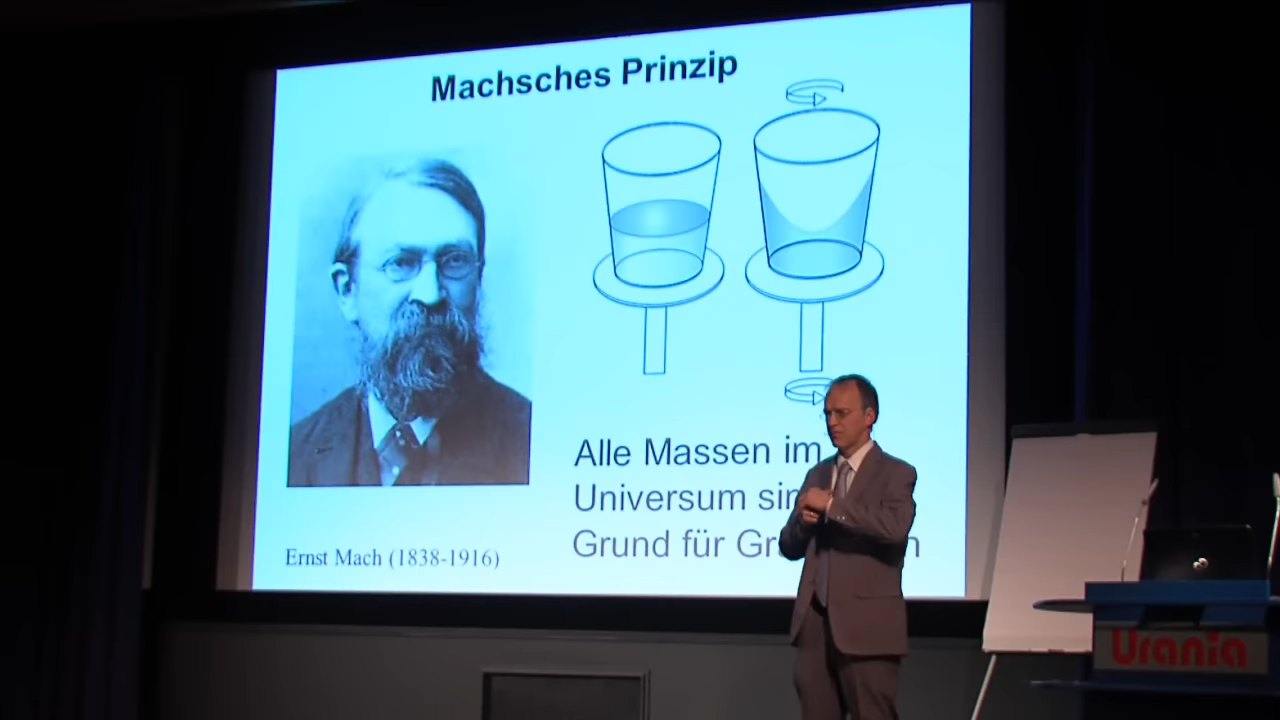 Machsches Prinzip
Alle Massen im
Universum
Grund für
Ernst Mach (1838-1916)
Urania